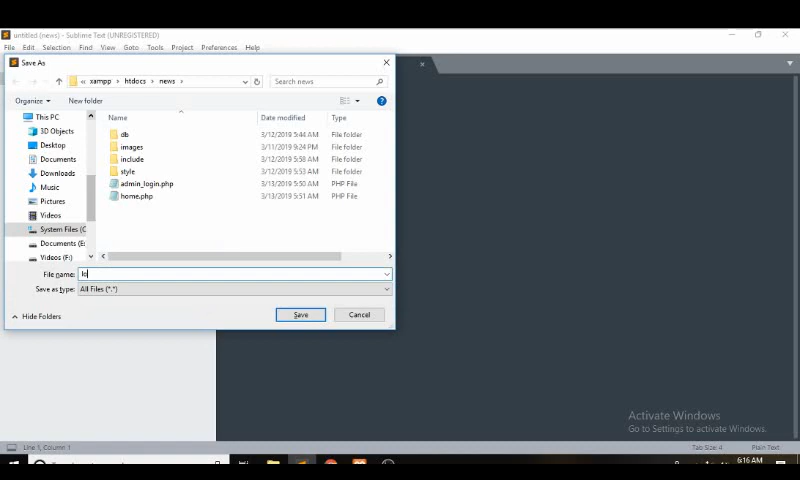 untitled (news) - Sublime Text (UNREGISTERED)
File Edit Selection Find View Goto Tools Project Preferences Help
Save As
« xampp › htdocs › news ›
Search news
Organize
New folder
Name Date modified Type
This PC
3D Objects
Desktop
Documents
Downloads
Music
Pictures
Videos
System Files (C
Documents (E:
Videos (F:)
db 3/12/2019 5:44 AM File folder
images 3/11/2019 9:24 PM File folder
include 3/12/2019 5:58 AM File folder
style 3/12/2019 5:53 AM File folder
admin_login.php 3/13/2019 5:50 AM PHP File
home.php 3/13/2019 5:51 AM PHP File
File name: lo
Save as type: All Files (*.*)
Hide Folders
Save
Cancel
Activate Windows
Go to Settings to activate Windows.
Line 1, Column 1
Tab Size: 4
Plain Text
6:16 AM